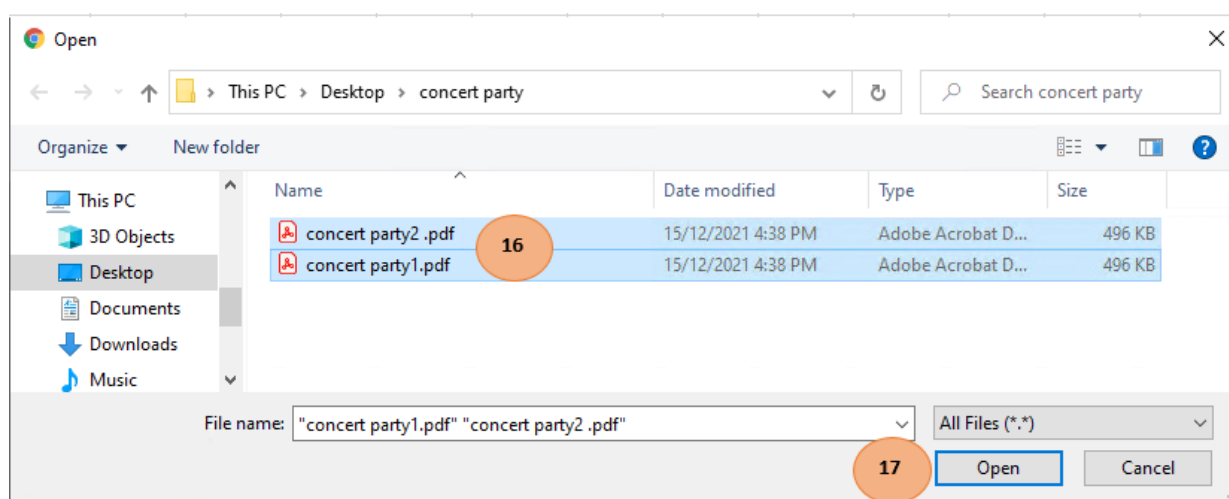 Open
This PC > Desktop > concert party
Search concert party
Organize
New folder
?
Name Date modified Type Size
This PC
3D Objects
Desktop
Documents
Downloads
Music
concert party2 .pdf 15/12/2021 4:38 PM Adobe Acrobat D... 496 KB
concert party1.pdf 15/12/2021 4:38 PM Adobe Acrobat D... 496 KB
16
File name: "concert party1.pdf" "concert party2 .pdf" All Files (*.*)
17 Open Cancel